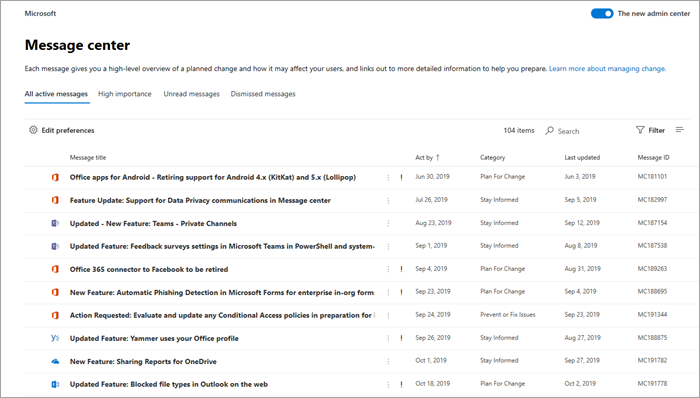 Microsoft
The new admin center
Message center
Each message gives you a high-level overview of a planned change and how it may affect your users, and links out to more detailed information to help you prepare. Learn more about managing change.
All active messages High importance Unread messages Dismissed messages
Edit preferences 104 items Search Filter
Message title Act by ↑ Category Last updated Message ID
Office apps for Android - Retiring support for Android 4.x (KitKat) and 5.x (Lollipop) ! Jun 30, 2019 Plan For Change Jun 3, 2019 MC181101
Feature Update: Support for Data Privacy communications in Message center Jul 26, 2019 Stay Informed Sep 5, 2019 MC182997
Updated - New Feature: Teams - Private Channels Aug 23, 2019 Stay Informed Sep 12, 2019 MC187154
Updated Feature: Feedback surveys settings in Microsoft Teams in PowerShell and system- Sep 1, 2019 Stay Informed Aug 8, 2019 MC187538
Office 365 connector to Facebook to be retired ! Sep 4, 2019 Plan For Change Aug 31, 2019 MC189263
New Feature: Automatic Phishing Detection in Microsoft Forms for enterprise in-org forms ! Sep 23, 2019 Plan For Change Sep 4, 2019 MC188695
Action Requested: Evaluate and update any Conditional Access policies in preparation for Sep 24, 2019 Prevent or Fix Issues Sep 23, 2019 MC191344
Updated Feature: Yammer uses your Office profile ! Sep 26, 2019 Stay Informed Aug 27, 2019 MC188875
New Feature: Sharing Reports for OneDrive Oct 1, 2019 Stay Informed Sep 27, 2019 MC191782
Updated Feature: Blocked file types in Outlook on the web ! Oct 18, 2019 Plan For Change Oct 2, 2019 MC191778